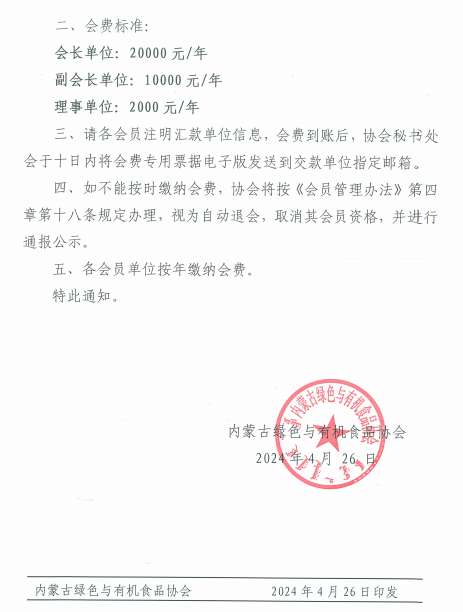 二、会费标准：
会长单位：20000 元/年
副会长单位：10000 元/年
理事单位：2000 元/年
三、请各会员注明汇款单位信息，会费到账后，协会秘书处
会于十日内将会费专用票据电子版发送到交款单位指定邮箱。
四、如不能按时缴纳会费，协会将按《会员管理办法》第四
章第十八条规定办理，视为自动退会，取消其会员资格，并进行
通报公示。
五、各会员单位按年缴纳会费。
特此通知。
内蒙古绿色与有机食品协会
内蒙古绿色与有机食品协会
2024 年 4 月 26 日
内蒙古绿色与有机食品协会 2024 年 4 月 26 日印发